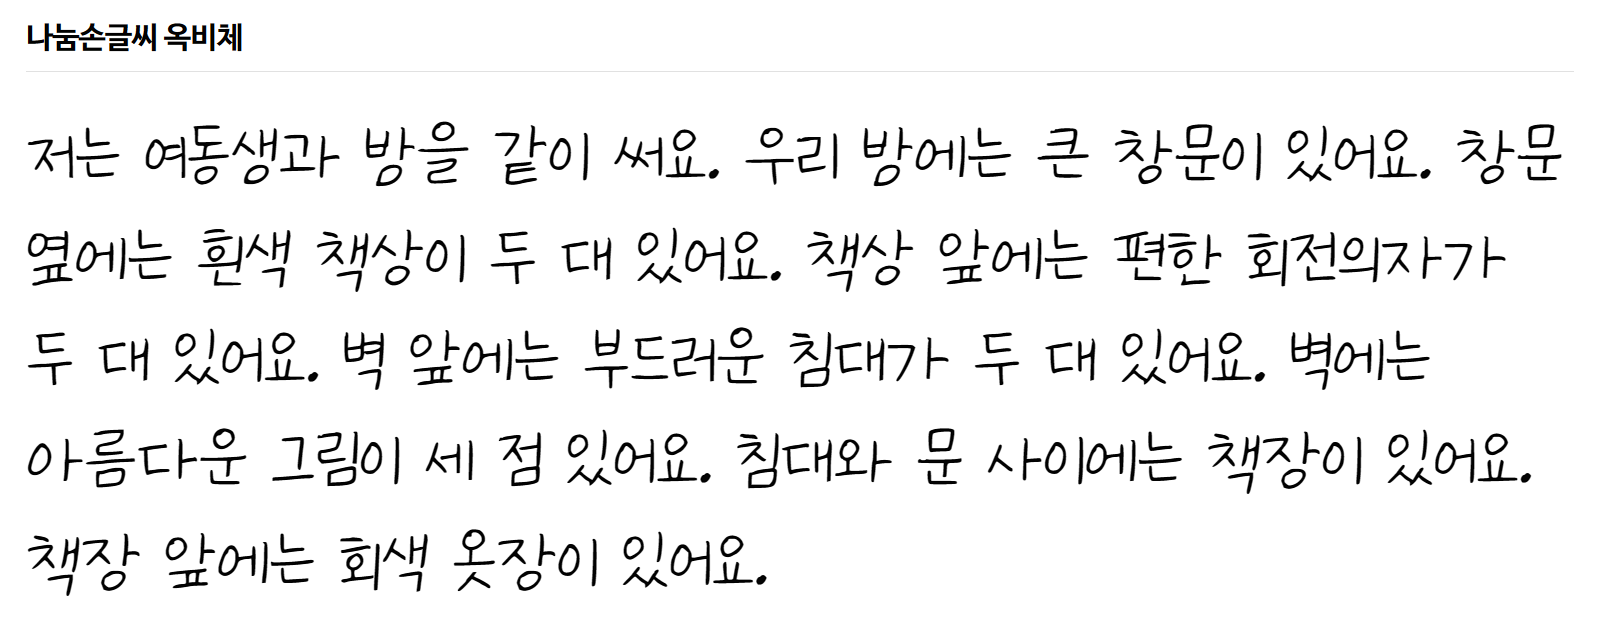 나눔손글씨 옥비체
저는 여동생과 방을 같이 써요. 우리 방에는 큰 창문이 있어요. 창문
옆에는 흰색 책상이 두 대 있어요. 책상 앞에는 편한 회전의자가
두 대 있어요. 벽 앞에는 부드러운 침대가 두 대 있어요. 벽에는
아름다운 그림이 세 점 있어요. 침대와 문 사이에는 책장이 있어요.
책장 앞에는 회색 옷장이 있어요.